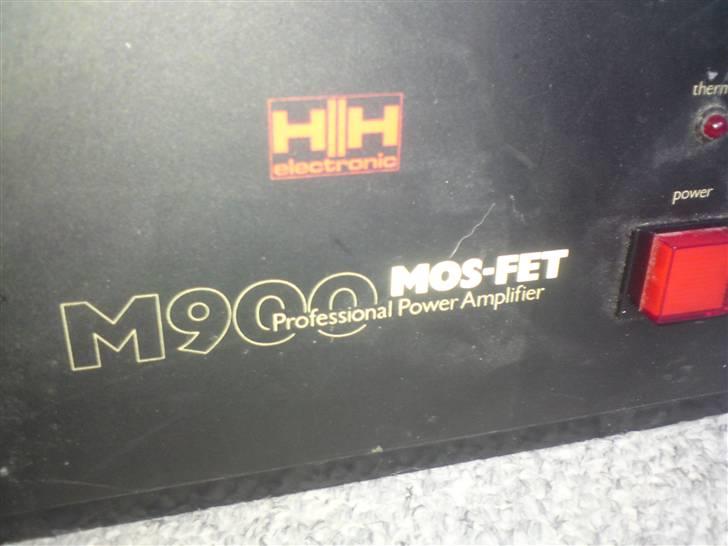 HH
electronic
therm
power
M900 MOS-FET
Professional Power Amplifier